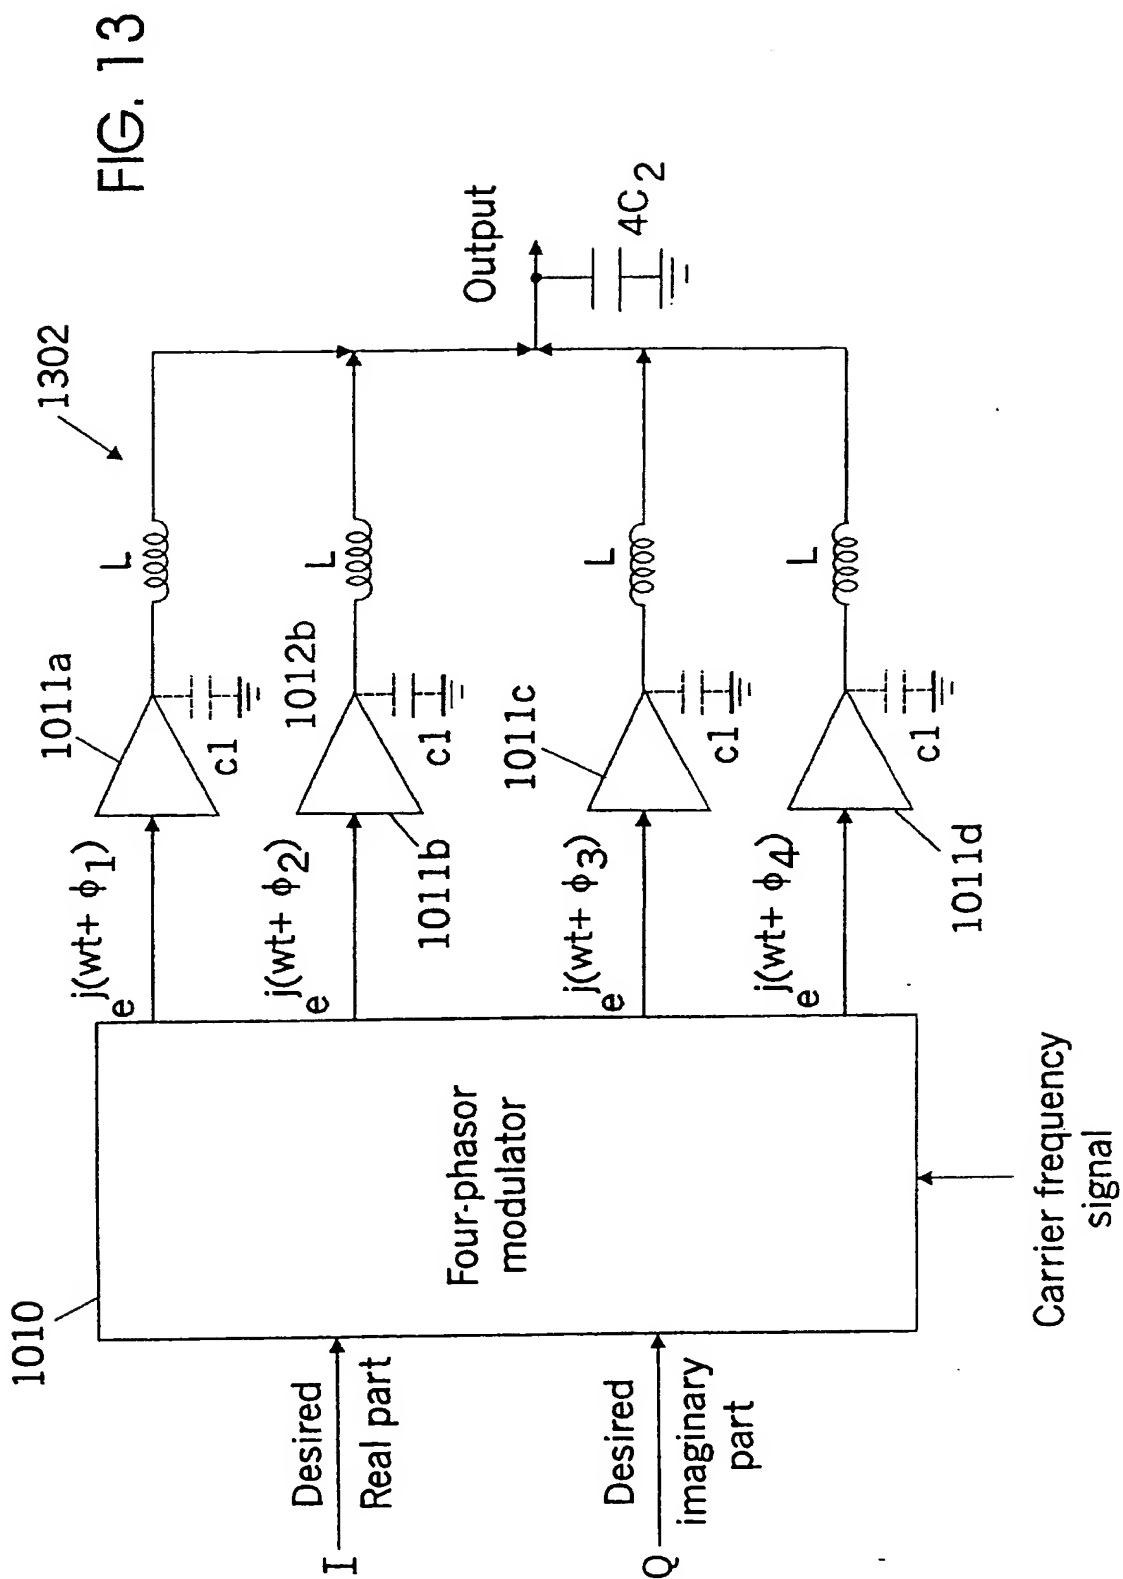 FIG. 13
1302
1010
I
Desired
Real part
Q
Desired
imaginary
part
Four-phasor
modulator
Carrier frequency
signal
e j(wt+ ϕ1)
1011a
c1
L
e j(wt+ ϕ2)
1011b
1012b
c1
L
e j(wt+ ϕ3)
1011c
c1
L
e j(wt+ ϕ4)
1011d
c1
L
Output
4C2